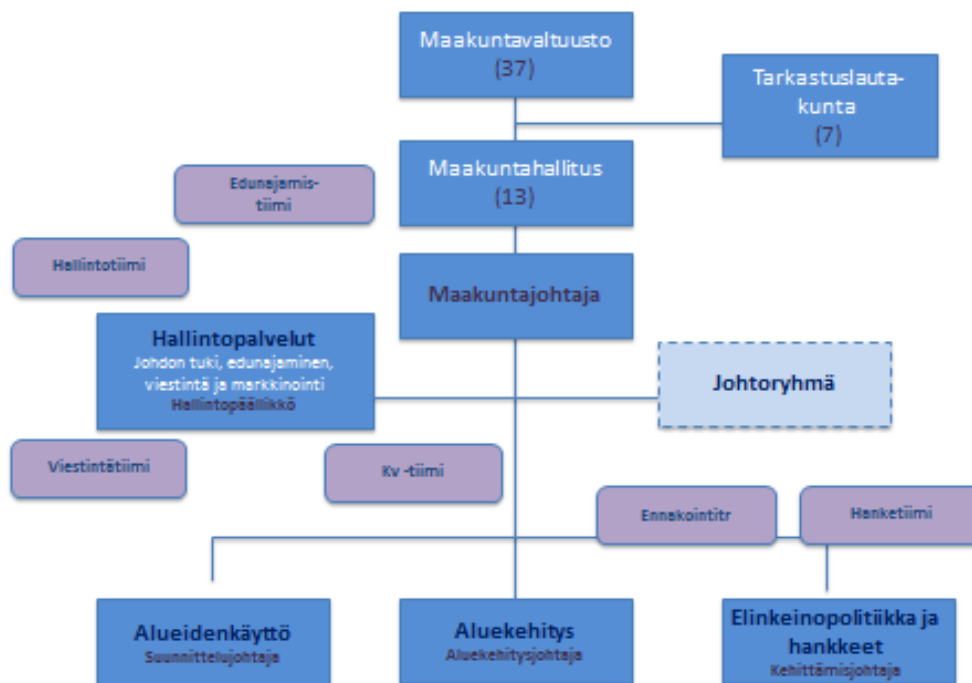 Maakuntavaltuusto
(37)
Tarkastuslauta-
kunta
(7)
Maakuntahallitus
(13)
Edunajamis-
tiimi
Hallintotiimi
Maakuntajohtaja
Hallintopalvelut
Johdon tuki, edunajaminen,
viestintä ja markkinointi
Hallintopäällikkö
Johtoryhmä
Viestintätiimi
Kv -tiimi
Ennakointitr
Hanketiimi
Alueidenkäyttö
Suunnittelujohtaja
Aluekehitys
Aluekehitysjohtaja
Elinkeinopolitiikka ja
hankkeet
Kehittämisjohtaja